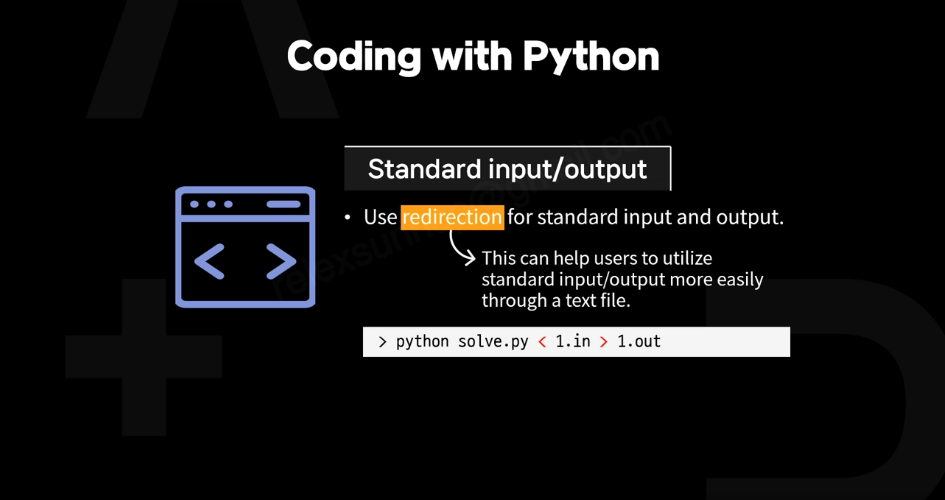 Coding with Python
Standard input/output
• Use redirection for standard input and output.
This can help users to utilize
standard input/output more easily
through a text file.
> python solve.py < 1.in > 1.out